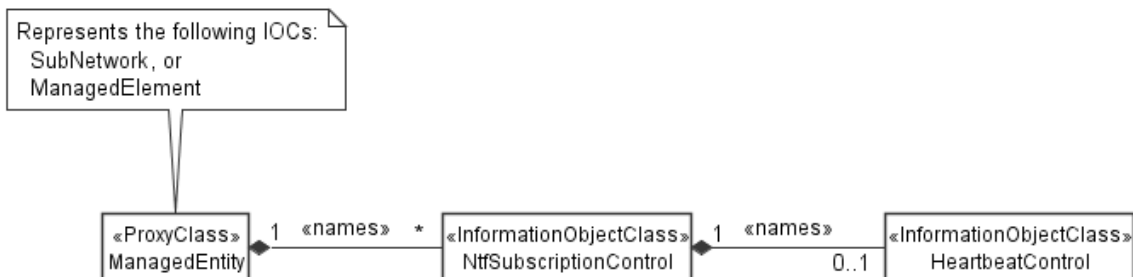 Represents the following IOCs:
SubNetwork, or
ManagedElement
«ProxyClass»
ManagedEntity
1 «names» *
«InformationObjectClass»
NtfSubscriptionControl
1 «names»
0..1
«InformationObjectClass»
HeartbeatControl